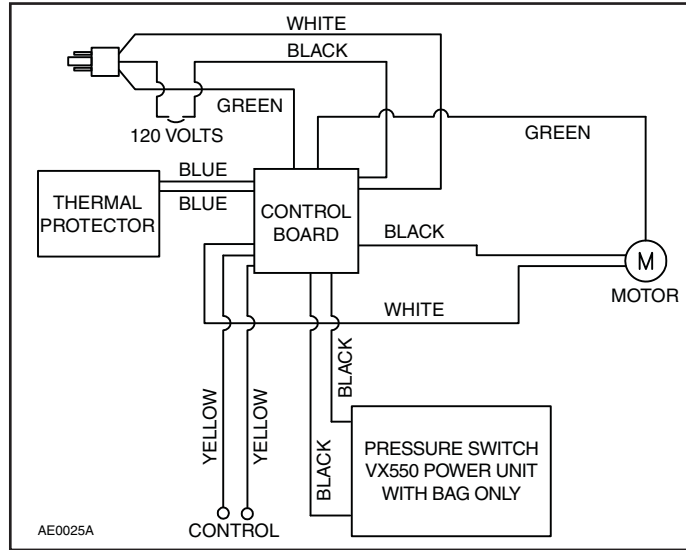 WHITE
BLACK
GREEN
120 VOLTS
GREEN
BLUE
BLUE
THERMAL
PROTECTOR
CONTROL
BOARD
BLACK
M
MOTOR
WHITE
YELLOW
YELLOW
BLACK
BLACK
PRESSURE SWITCH
VX550 POWER UNIT
WITH BAG ONLY
AE0025A
CONTROL